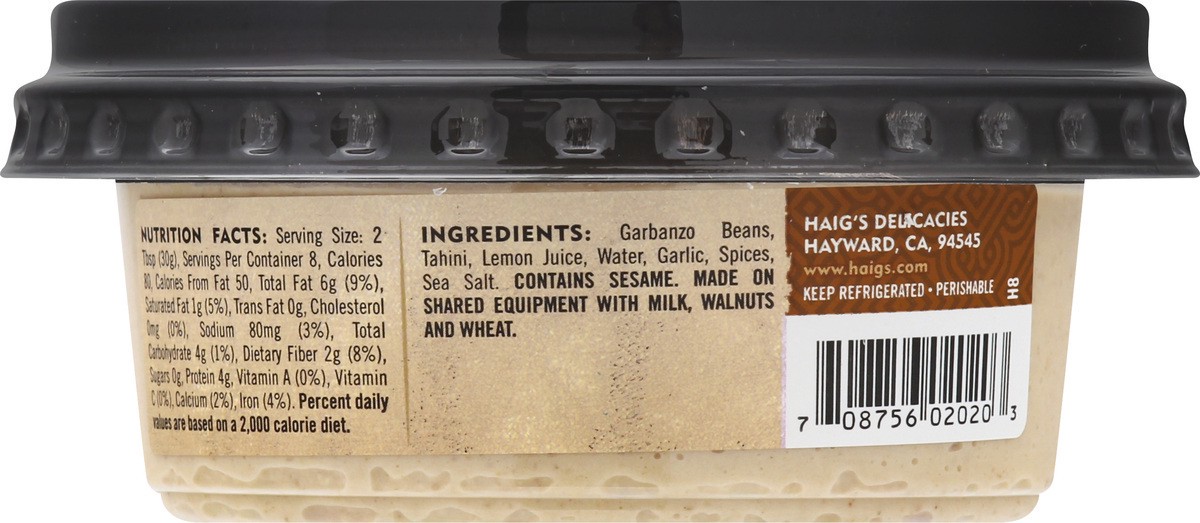 NUTRITION FACTS: Serving Size: 2
Tbsp (30g), Servings Per Container 8, Calories
80, Calories From Fat 50, Total Fat 6g (9%),
Saturated Fat 1g (5%), Trans Fat 0g, Cholesterol
0mg (0%), Sodium 80mg (3%), Total
Carbohydrate 4g (1%), Dietary Fiber 2g (8%),
Sugars 0g, Protein 4g, Vitamin A (0%), Vitamin
C (0%), Calcium (2%), Iron (4%). Percent daily
values are based on a 2,000 calorie diet.
INGREDIENTS: Garbanzo Beans,
Tahini, Lemon Juice, Water, Garlic, Spices,
Sea Salt. CONTAINS SESAME. MADE ON
SHARED EQUIPMENT WITH MILK, WALNUTS
AND WHEAT.
HAIG'S DELICACIES
HAYWARD, CA, 94545
www.haigs.com
KEEP REFRIGERATED • PERISHABLE
H8
7 08756 02020 3